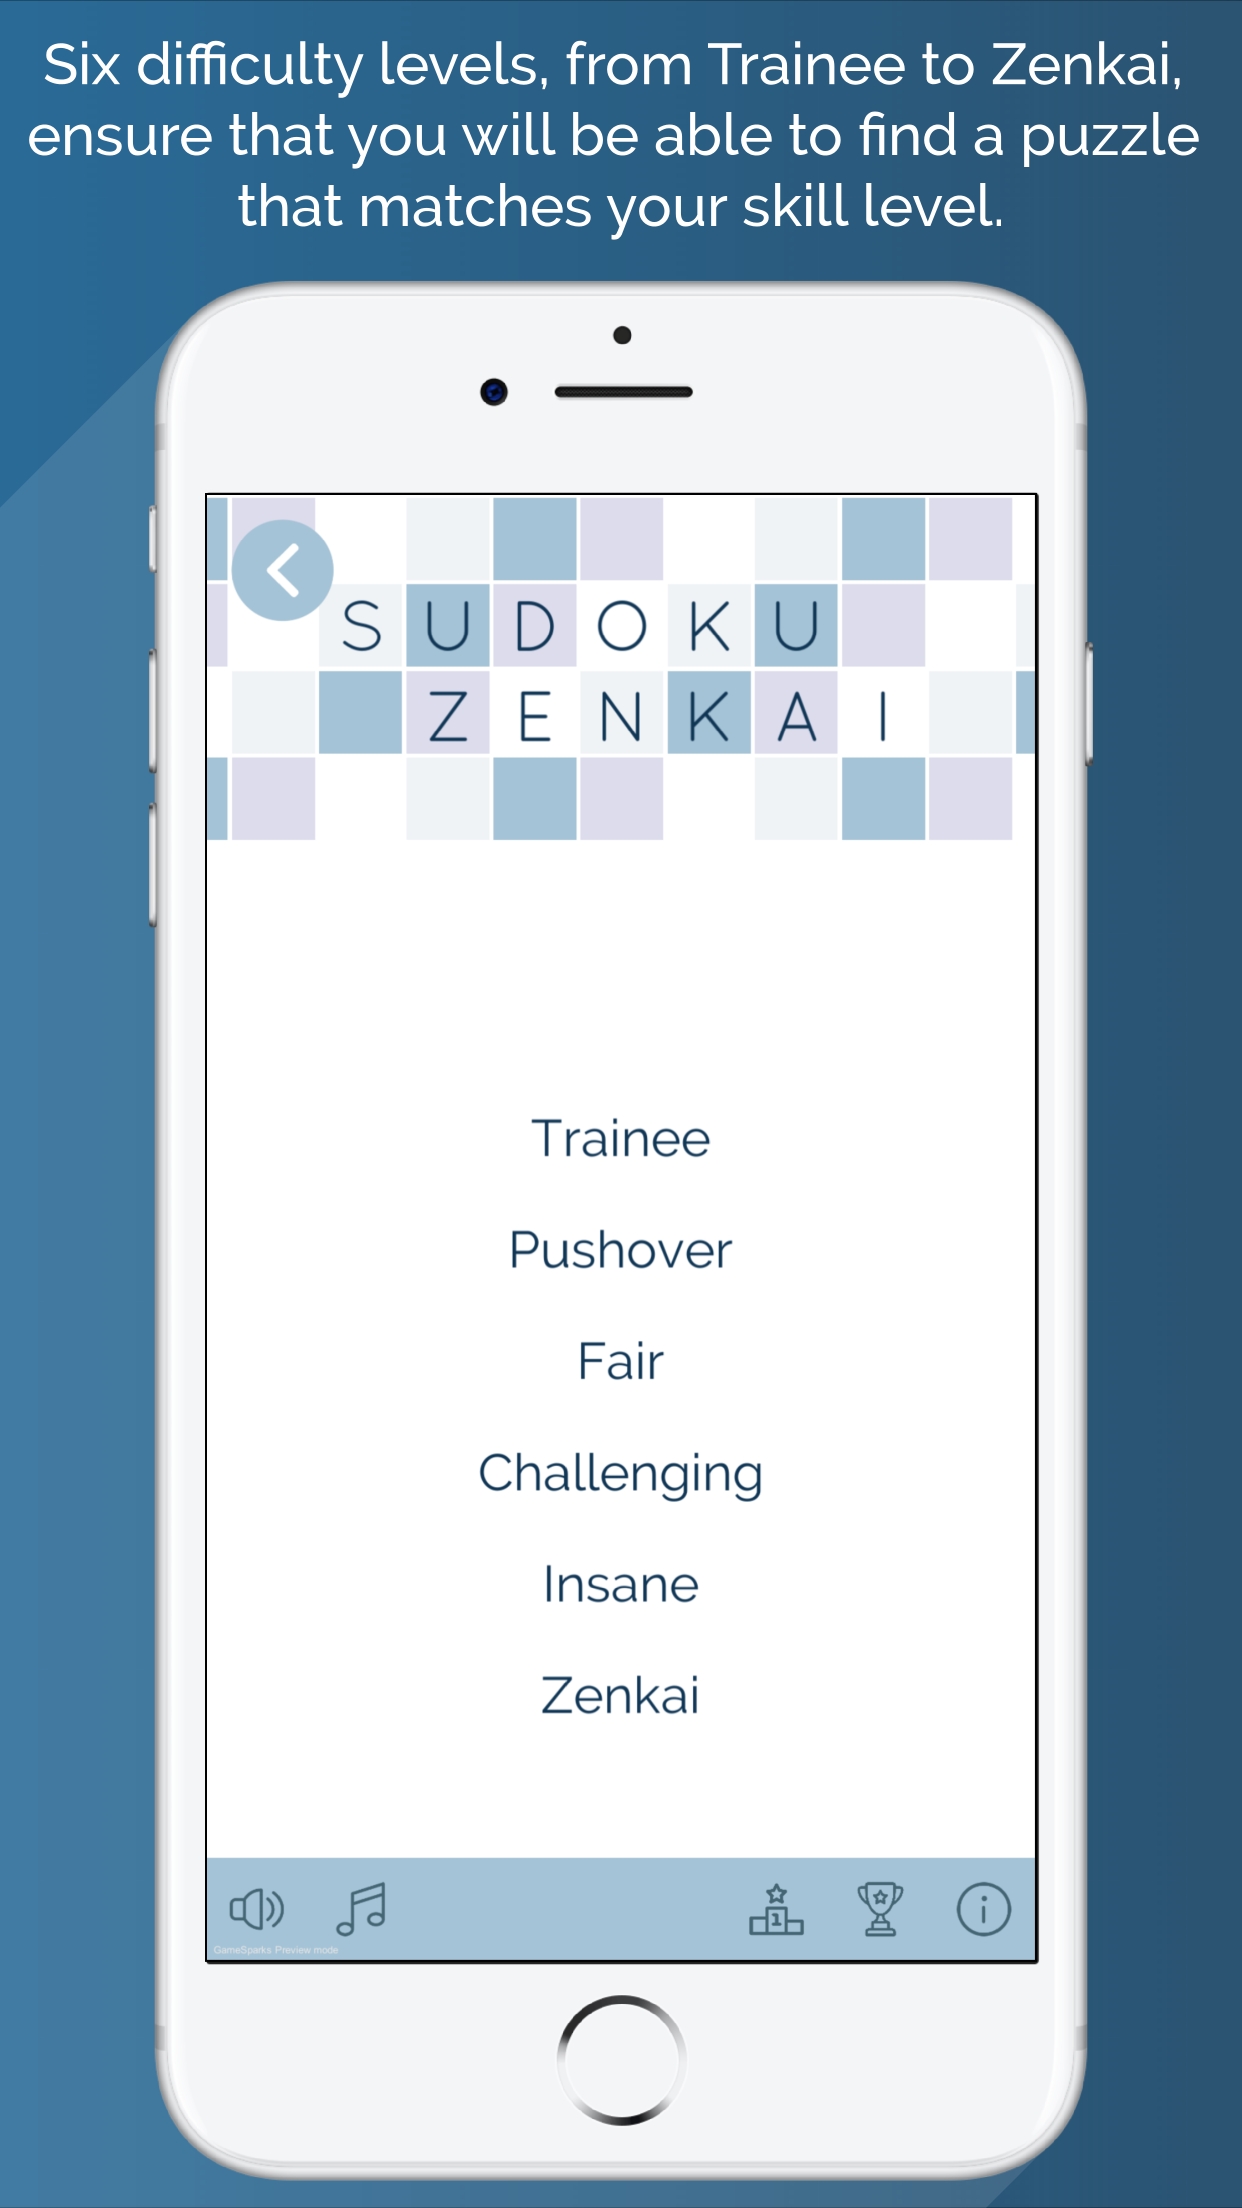 Six difficulty levels, from Trainee to Zenkai,
ensure that you will be able to find a puzzle
that matches your skill level.
SUDOKU
ZENKAI
Trainee
Pushover
Fair
Challenging
Insane
Zenkai
1
GameSparks Preview mode